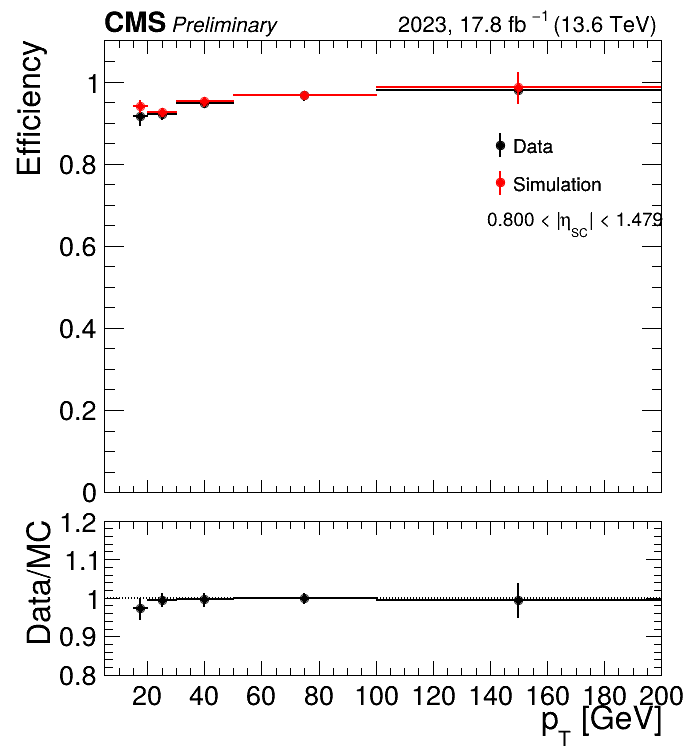 CMS Preliminary 2023, 17.8 fb⁻¹ (13.6 TeV)
Efficiency
1
0.8
0.6
0.4
0.2
0
Data
Simulation
0.800 < |η_SC| < 1.479
Data/MC
1.2
1.1
1
0.9
0.8
20 40 60 80 100 120 140 160 180 200
p_T [GeV]